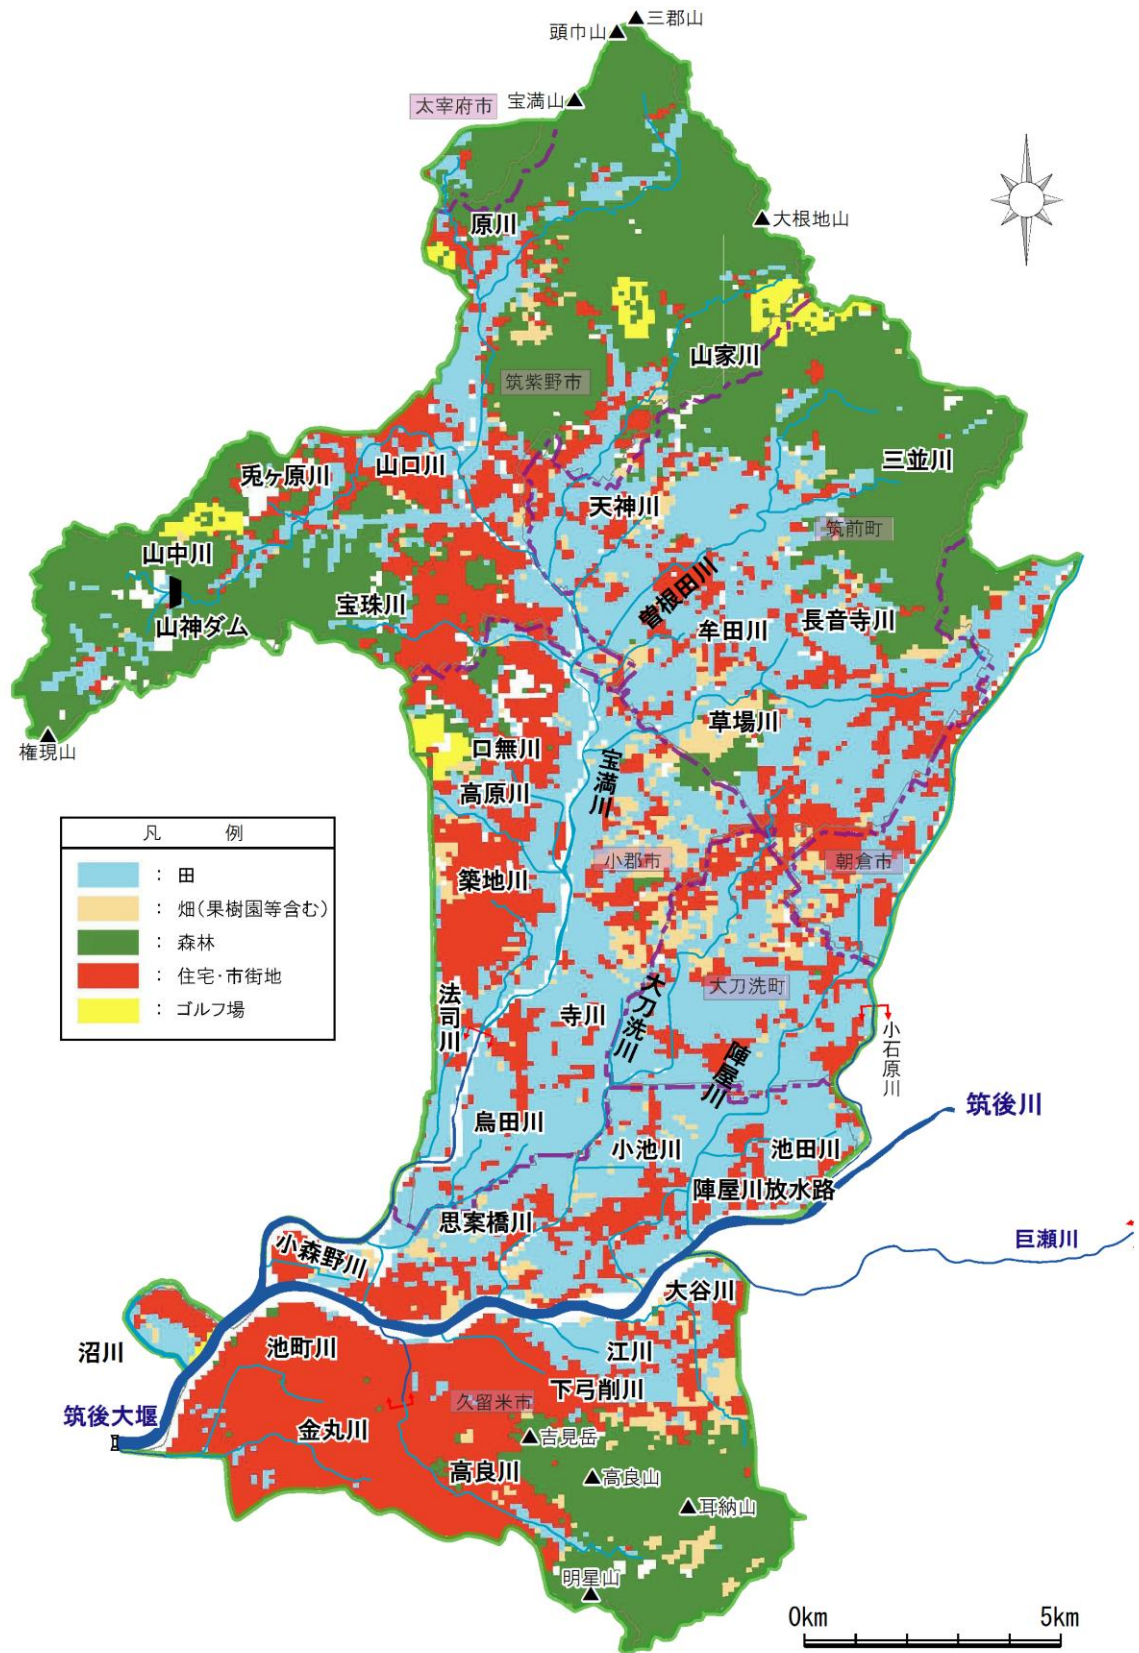 三郡山
頭巾山
宝満山
太宰府市
大根地山
原川
山家川
筑紫野市
山口川
三並川
兎ヶ原川
天神川
筑前町
山中川
曽根田川
宝珠川
山神ダム
牟田川
長音寺川
草場川
権現山
口無川
宝満川
高原川
凡 例
：田
：畑(果樹園等含む)
：森林
：住宅・市街地
：ゴルフ場
小郡市
朝倉市
築地川
法司川
寺川
大刀洗川
大刀洗町
陣屋川
小石原川
筑後川
鳥田川
小池川
池田川
陣屋川放水路
思案橋川
小森野川
巨瀬川
大谷川
沼川
池町川
江川
下弓削川
久留米市
筑後大堰
金丸川
吉見岳
高良川
高良山
耳納山
明星山
0km
5km